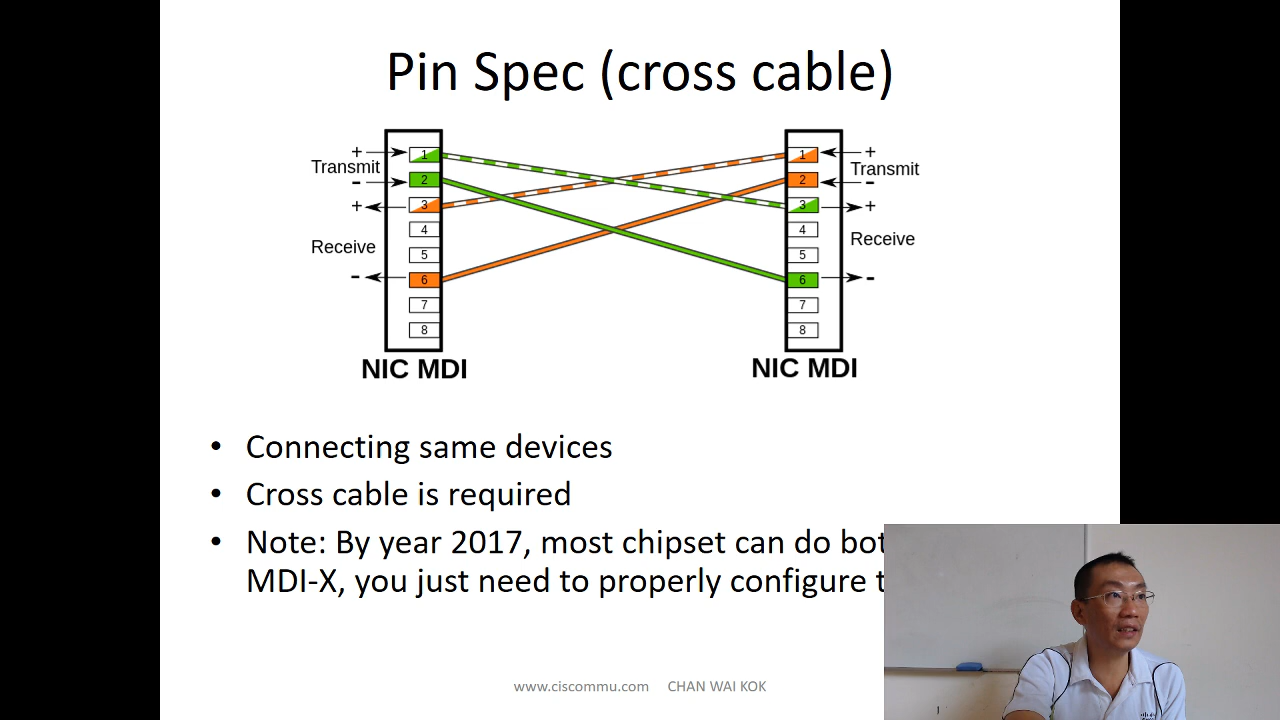 Pin Spec (cross cable)
+
Transmit
-
+
Receive
-
1
2
3
4
5
6
7
8
NIC MDI
1
2
3
4
5
6
7
8
NIC MDI
+
Transmit
-
+
Receive
-
• Connecting same devices
• Cross cable is required
• Note: By year 2017, most chipset can do
MDI-X, you just need to properly configure
www.ciscommu.com CHAN WAI KOK